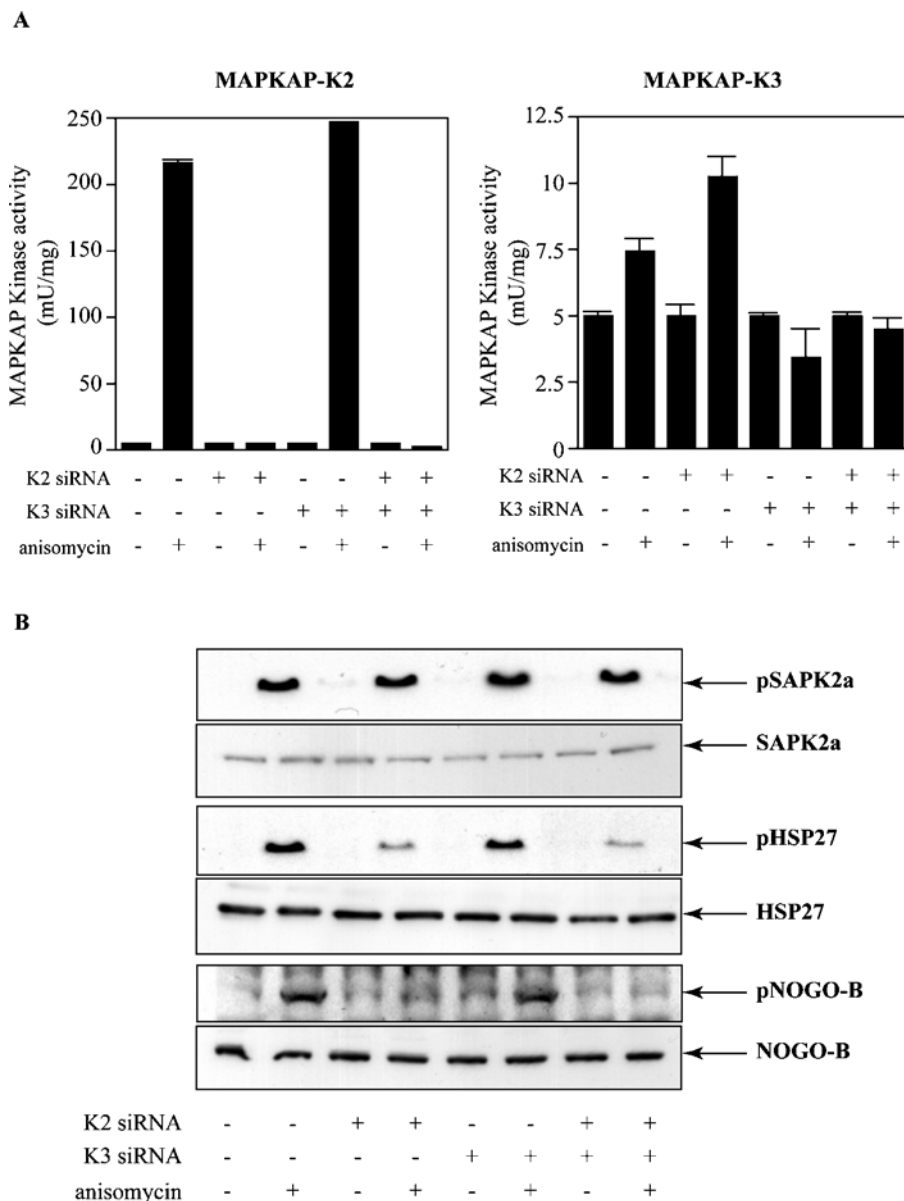 A
MAPKAP-K2
MAPKAP Kinase activity
(mU/mg)
250
200
150
100
50
0
K2 siRNA - - + + - - + +
K3 siRNA - - - - + + + +
anisomycin - + - + - + - +
MAPKAP-K3
MAPKAP Kinase activity
(mU/mg)
12.5
10
7.5
5
2.5
0
K2 siRNA - - + + - - + +
K3 siRNA - - - - + + + +
anisomycin - + - + - + - +
B
pSAPK2a
SAPK2a
pHSP27
HSP27
pNOGO-B
NOGO-B
K2 siRNA - - + + - - + +
K3 siRNA - - - - + + + +
anisomycin - + - + - + - +